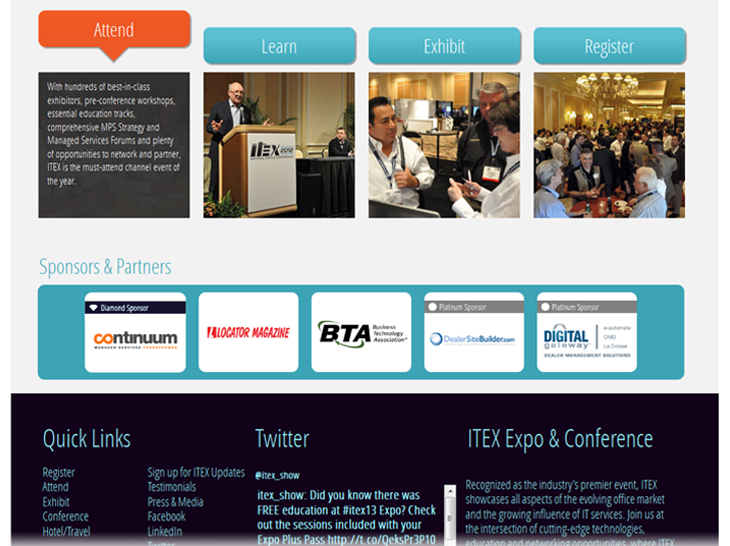 Attend
Learn
Exhibit
Register
With hundreds of best-in-class
exhibitors, pre-conference workshops,
essential education tracks,
comprehensive MPS Strategy and
Managed Services Forums and plenty
of opportunities to network and partner,
ITEX is the must-attend channel event of
the year.
ITEX
2012
Sponsors & Partners
Diamond Sponsor
continuum
MANAGED SERVICES TRANSFORMED
LOCATOR MAGAZINE
BTA Business
Technology
Association
Platinum Sponsor
DealerSiteBuilder.com
Platinum Sponsor
DIGITAL
gateway
e-automate
OMD
La Crosse
DEALER MANAGEMENT SOLUTIONS
Quick Links
Register
Attend
Exhibit
Conference
Hotel/Travel
Sign up for ITEX Updates
Testimonials
Press & Media
Facebook
LinkedIn
Twitter
Twitter
@itex_show
itex_show: Did you know there was
FREE education at #itex13 Expo? Check
out the sessions included with your
Expo Plus Pass http://t.co/QeksPr3P10
ITEX Expo & Conference
Recognized as the industry's premier event, ITEX
showcases all aspects of the evolving office market
and the growing influence of IT services. Join us at
the intersection of cutting-edge technologies,
education and networking opportunities, where ITEX